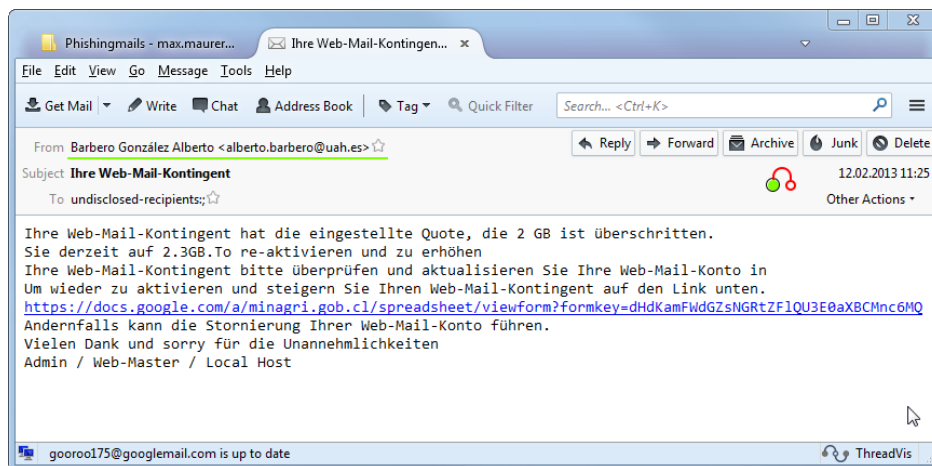 Phishingmails - max.maurer... Ihre Web-Mail-Kontingen... ×
File Edit View Go Message Tools Help
Get Mail Write Chat Address Book Tag Quick Filter Search... <Ctrl+K>
From Barbero González Alberto <alberto.barbero@uah.es> Reply Forward Archive Junk Delete
Subject Ihre Web-Mail-Kontingent 12.02.2013 11:25
To undisclosed-recipients:; Other Actions
Ihre Web-Mail-Kontingent hat die eingestellte Quote, die 2 GB ist überschritten.
Sie derzeit auf 2.3GB.To re-aktivieren und zu erhöhen
Ihre Web-Mail-Kontingent bitte überprüfen und aktualisieren Sie Ihre Web-Mail-Konto in
Um wieder zu aktivieren und steigern Sie Ihren Web-Mail-Kontingent auf den Link unten.
https://docs.google.com/a/minagri.gob.cl/spreadsheet/viewform?formkey=dHdKamFWdGZsNGRtZFlQU3E0aXBCMnc6MQ
Andernfalls kann die Stornierung Ihrer Web-Mail-Konto führen.
Vielen Dank und sorry für die Unannehmlichkeiten
Admin / Web-Master / Local Host
gooroo175@googlemail.com is up to date ThreadVis